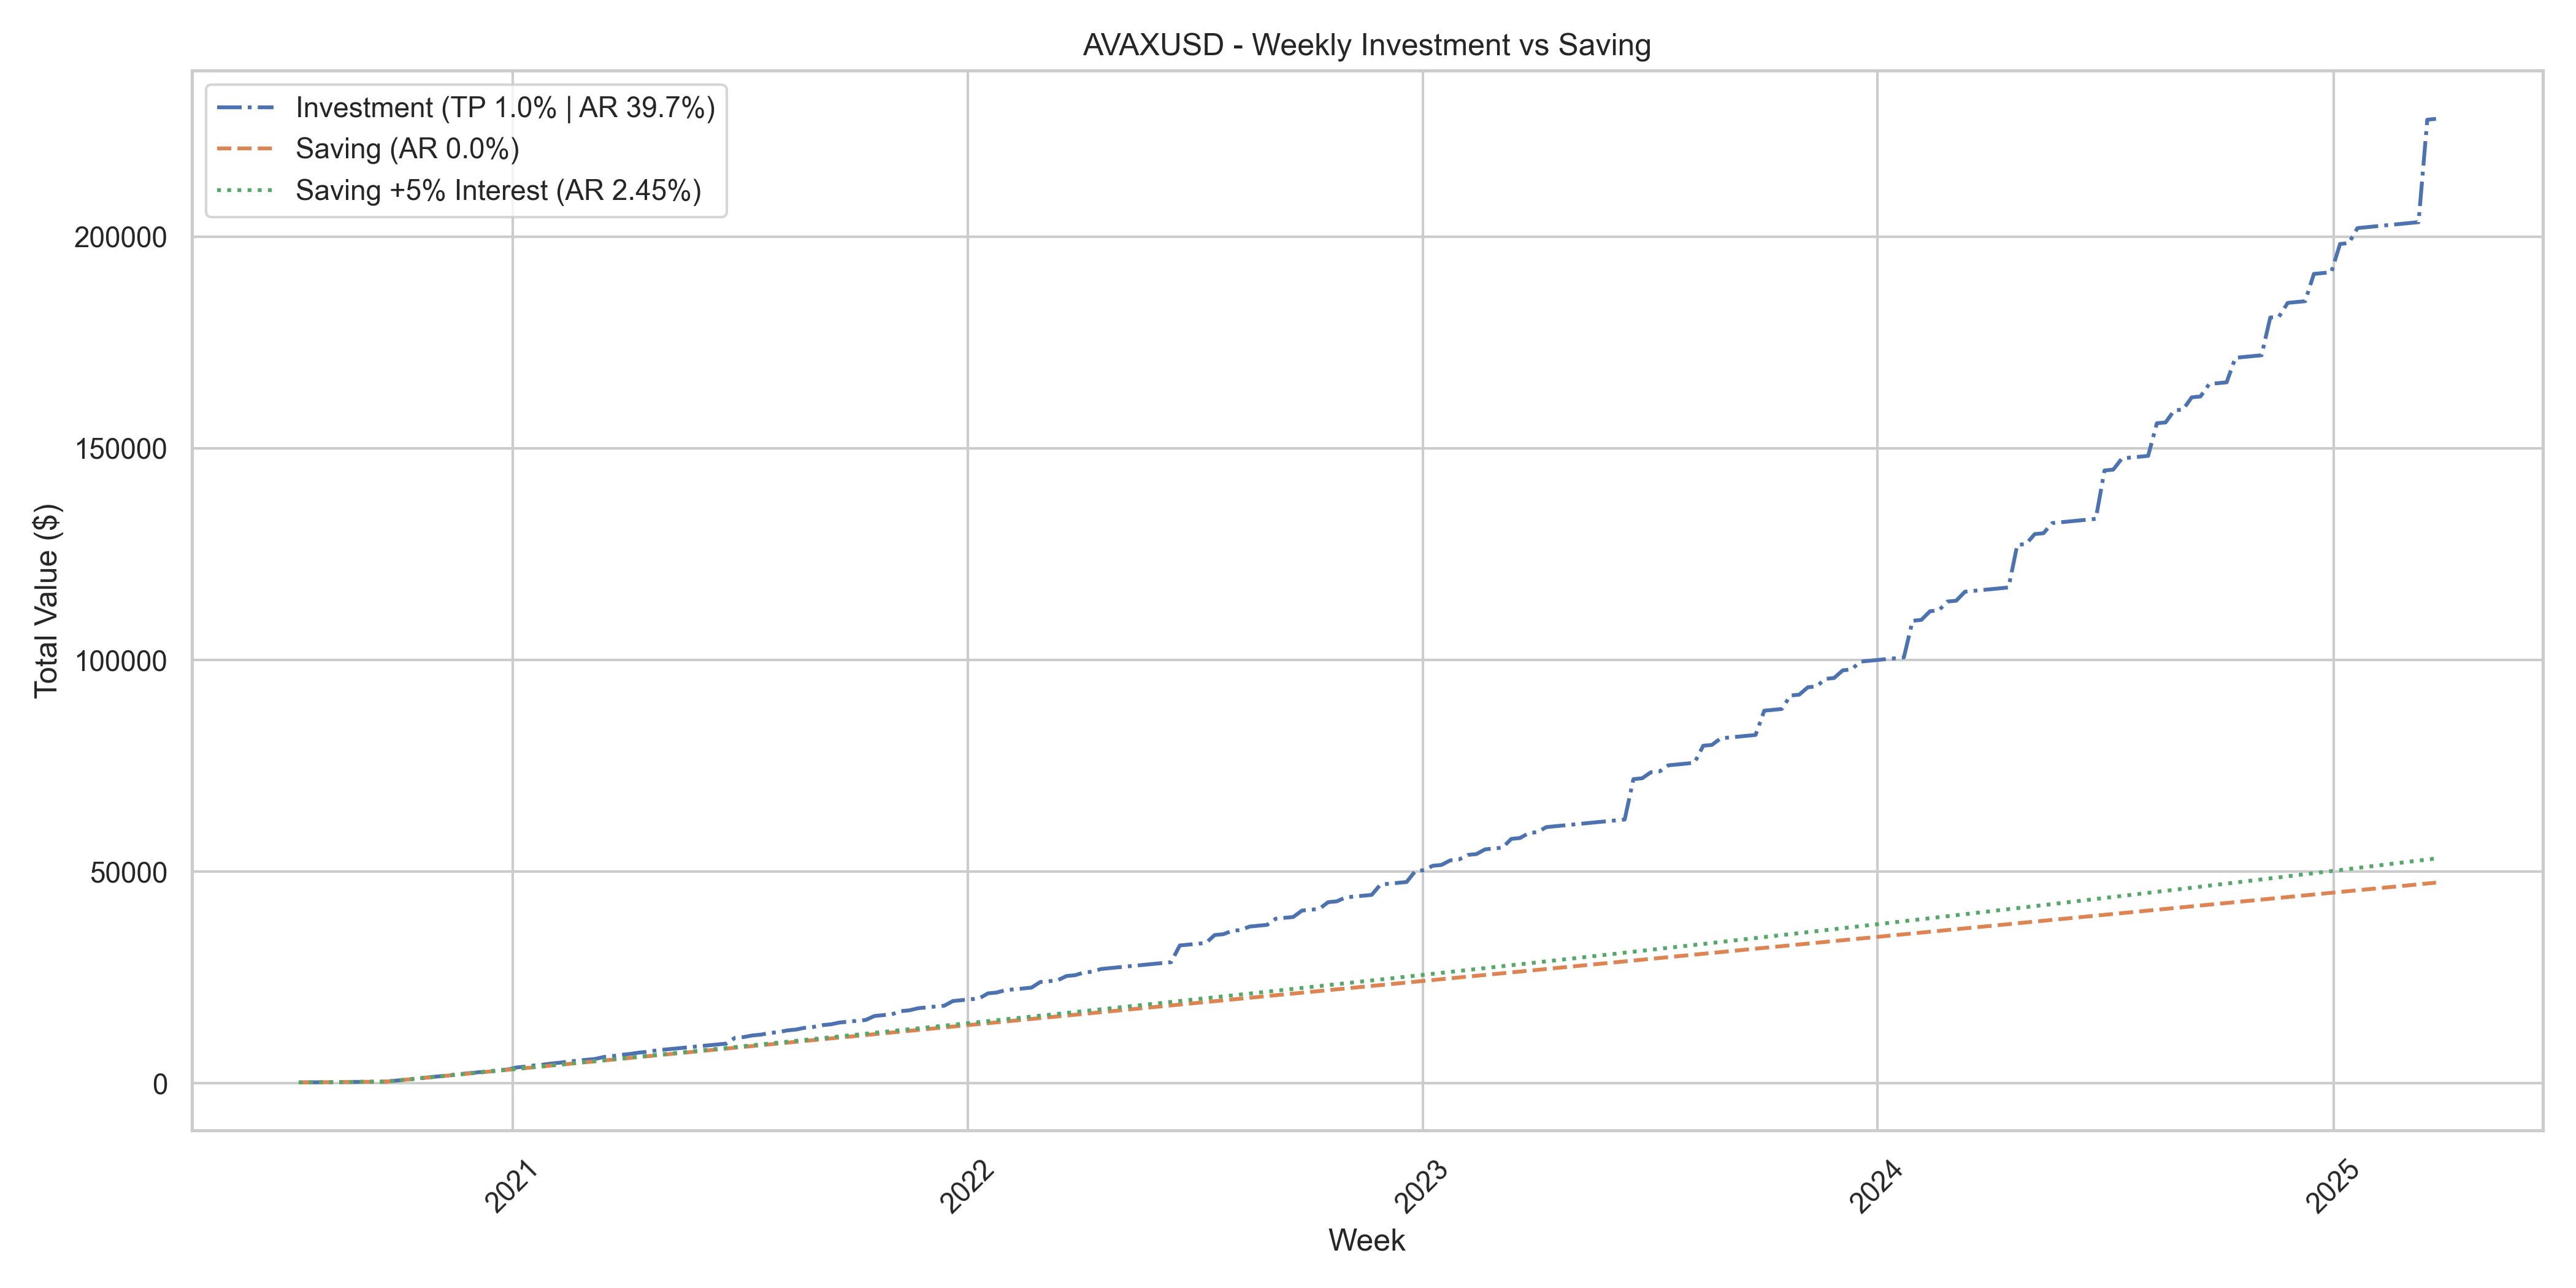 AVAXUSD - Weekly Investment vs Saving
Investment (TP 1.0% | AR 39.7%)
Saving (AR 0.0%)
Saving +5% Interest (AR 2.45%)
Total Value ($)
200000
150000
100000
50000
0
2021
2022
2023
2024
2025
Week